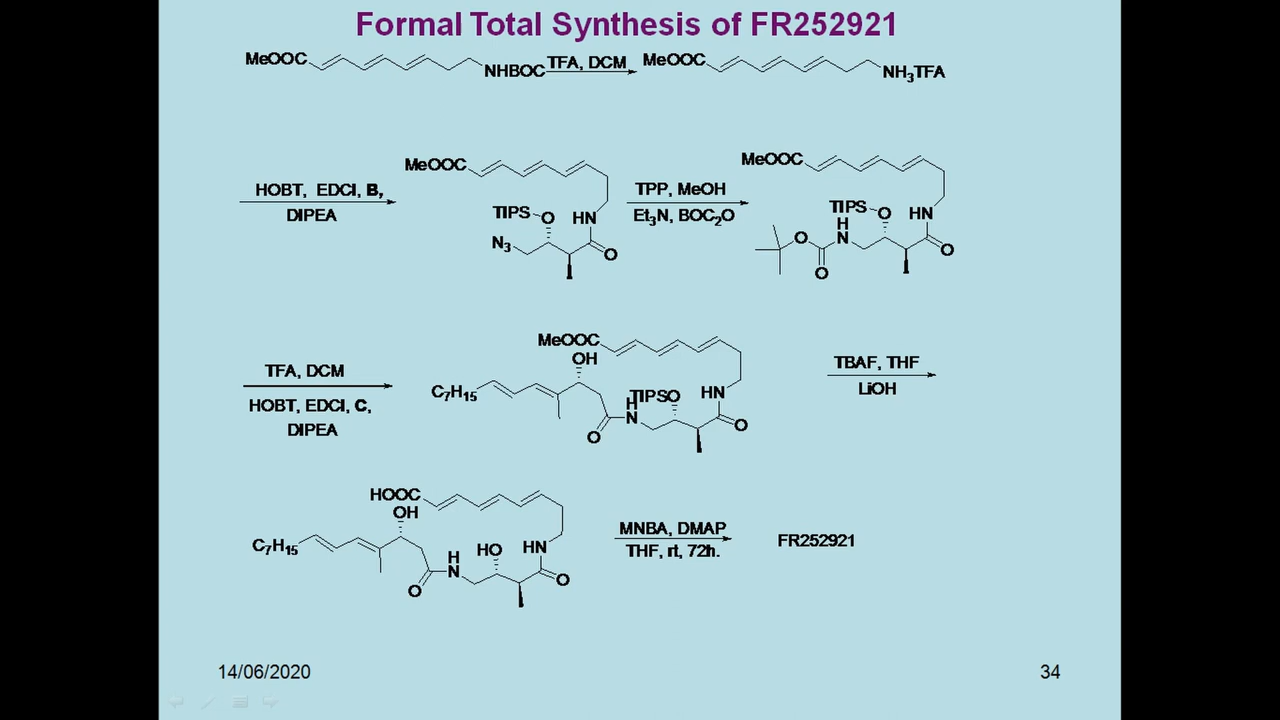 Formal Total Synthesis of FR252921
MeOOC NHBOC TFA, DCM MeOOC NH3TFA
HOBT, EDCI, B,
DIPEA
MeOOC
TIPS O HN
N3 O
TPP, MeOH
Et3N, BOC2O
MeOOC
TIPS O HN
O H N O
O
TFA, DCM
HOBT, EDCI, C,
DIPEA
MeOOC
OH
C7H15 TIPSO HN
H N O
O
TBAF, THF
LiOH
HOOC
OH
C7H15 HO HN
H N O
O
MNBA, DMAP
THF, rt, 72h.
FR252921
14/06/2020 34